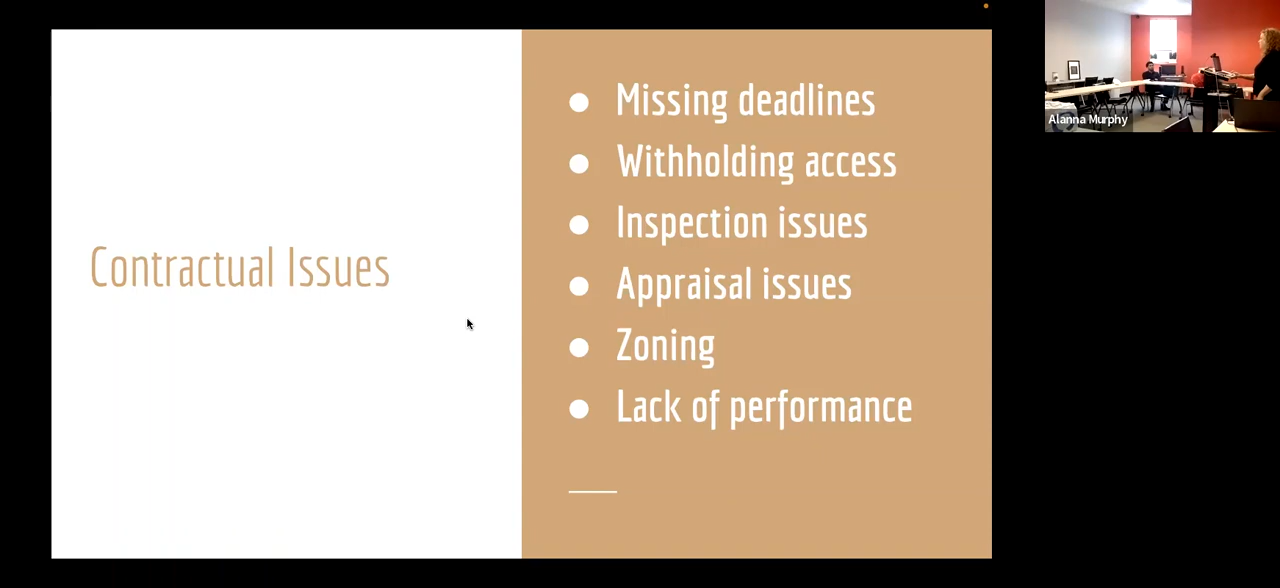 Contractual Issues
Missing deadlines
Withholding access
Inspection issues
Appraisal issues
Zoning
Lack of performance
Alanna Murphy